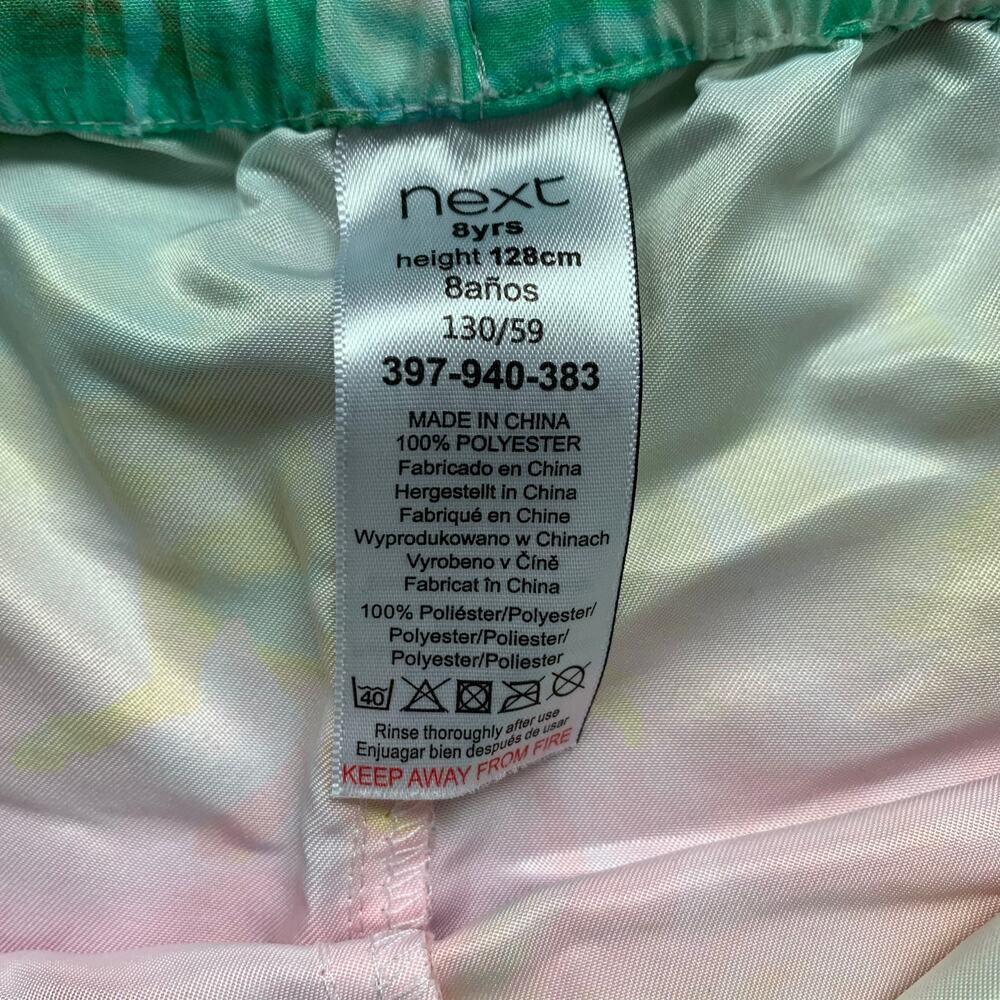 next
8yrs
height 128cm
8años
130/59
397-940-383
MADE IN CHINA
100% POLYESTER
Fabricado en China
Hergestellt in China
Fabriqué en Chine
Wyprodukowano w Chinach
Vyrobeno v Číně
Fabricat în China
100% Poliéster/Polyester/
Polyester/Poliester/
Polyester/Poliester
40
Rinse thoroughly after use
Enjuagar bien después de usar
KEEP AWAY FROM FIRE